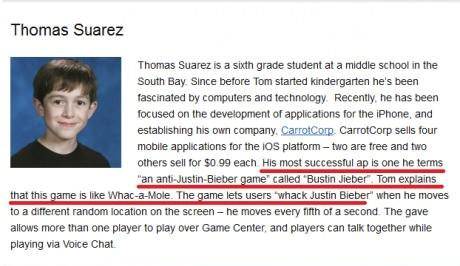 Thomas Suarez
Thomas Suarez is a sixth grade student at a middle school in the
South Bay. Since before Tom started kindergarten he's been
fascinated by computers and technology.  Recently, he has been
focused on the development of applications for the iPhone, and
establishing his own company, CarrotCorp. CarrotCorp sells four
mobile applications for the iOS platform – two are free and two
others sell for $0.99 each. His most successful ap is one he terms
"an anti-Justin-Bieber game" called "Bustin Jieber". Tom explains
that this game is like Whac-a-Mole. The game lets users "whack Justin Bieber" when he moves
to a different random location on the screen – he moves every fifth of a second. The gave
allows more than one player to play over Game Center, and players can talk together while
playing via Voice Chat.